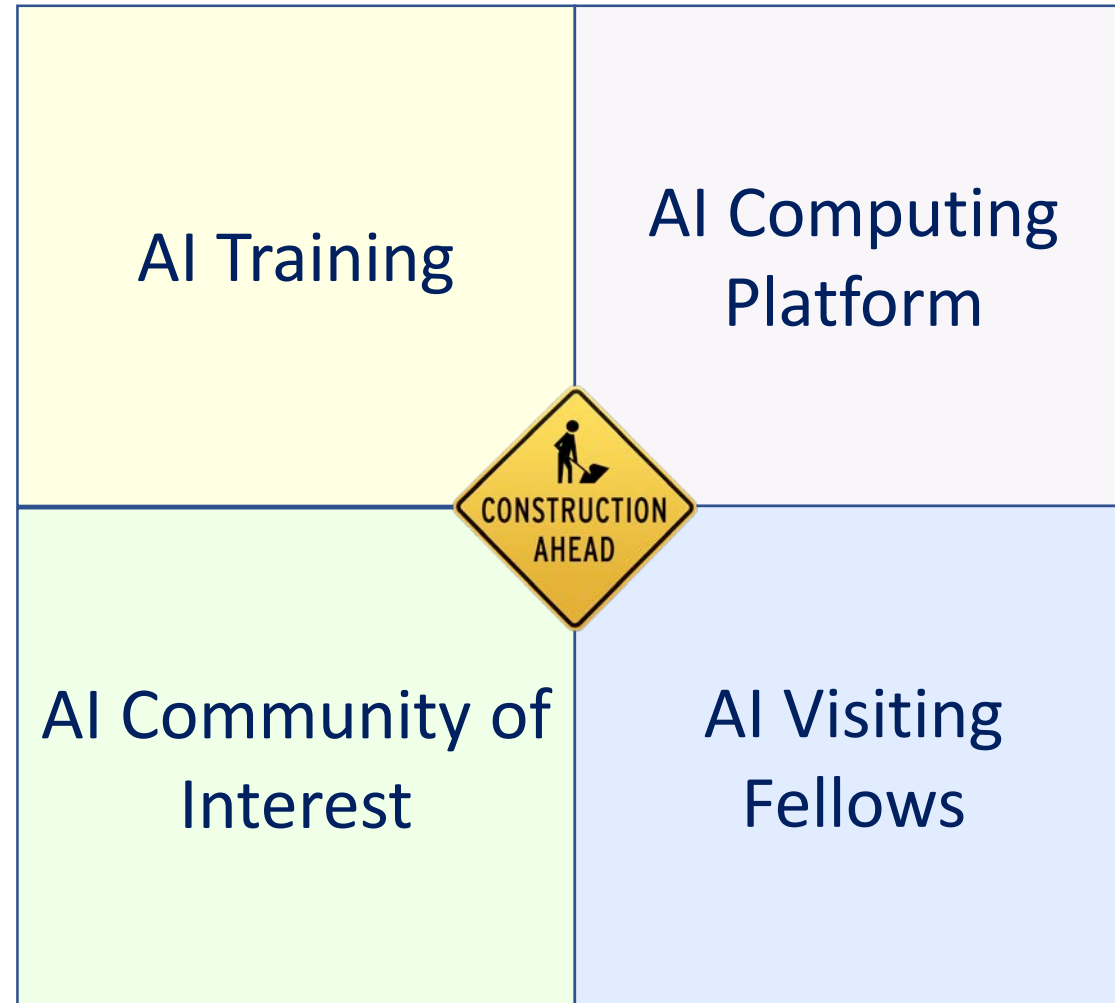 AI Training
AI Computing
Platform
CONSTRUCTION
AHEAD
AI Community of
Interest
AI Visiting
Fellows